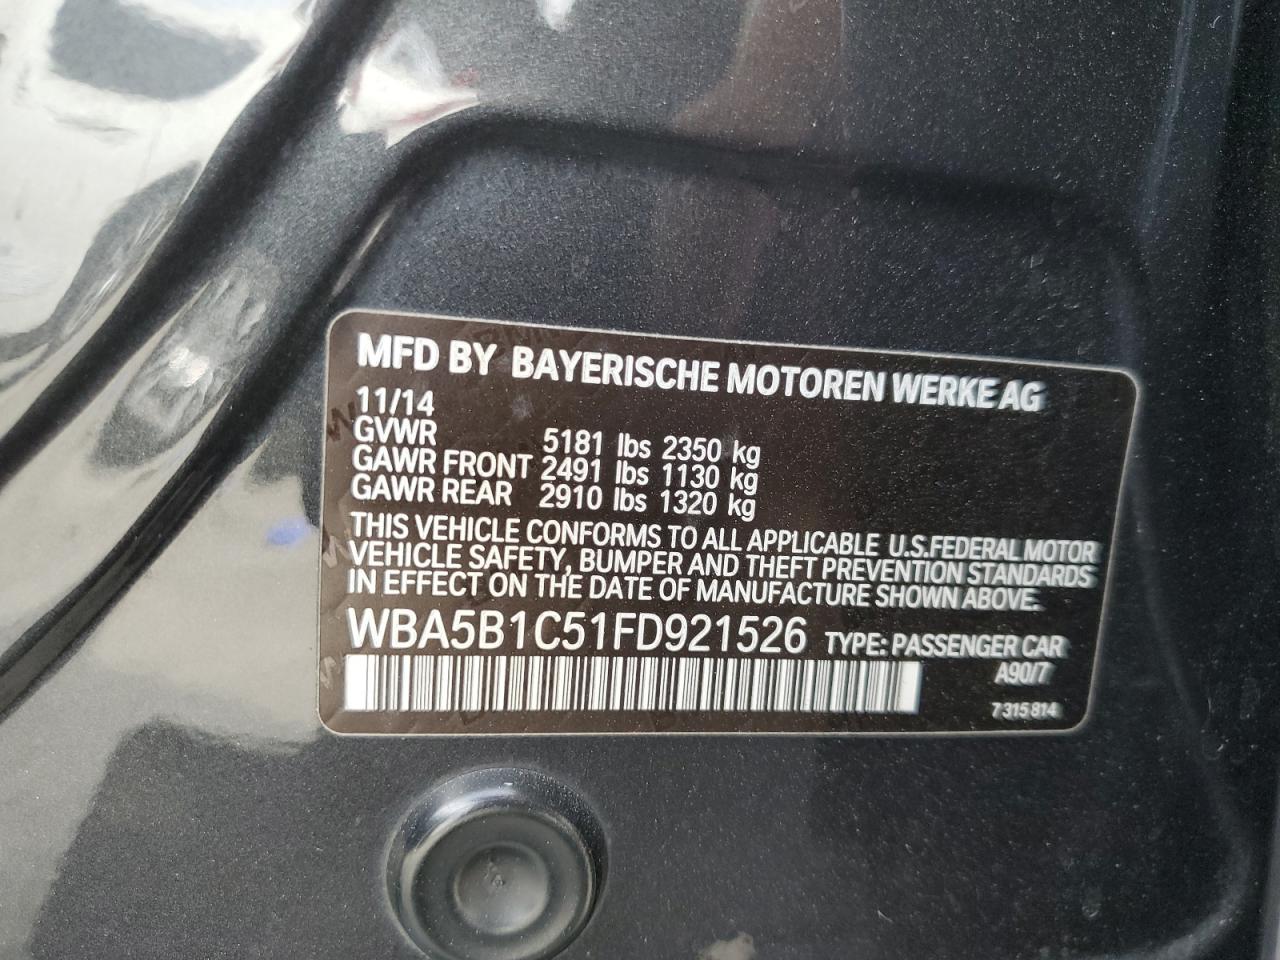 MFD BY BAYERISCHE MOTOREN WERKE AG
11/14
GVWR 5181 lbs 2350 kg
GAWR FRONT 2491 lbs 1130 kg
GAWR REAR 2910 lbs 1320 kg
THIS VEHICLE CONFORMS TO ALL APPLICABLE U.S.FEDERAL MOTOR
VEHICLE SAFETY, BUMPER AND THEFT PREVENTION STANDARDS
IN EFFECT ON THE DATE OF MANUFACTURE SHOWN ABOVE.
WBA5B1C51FD921526 TYPE: PASSENGER CAR
A90/7
7 315 814